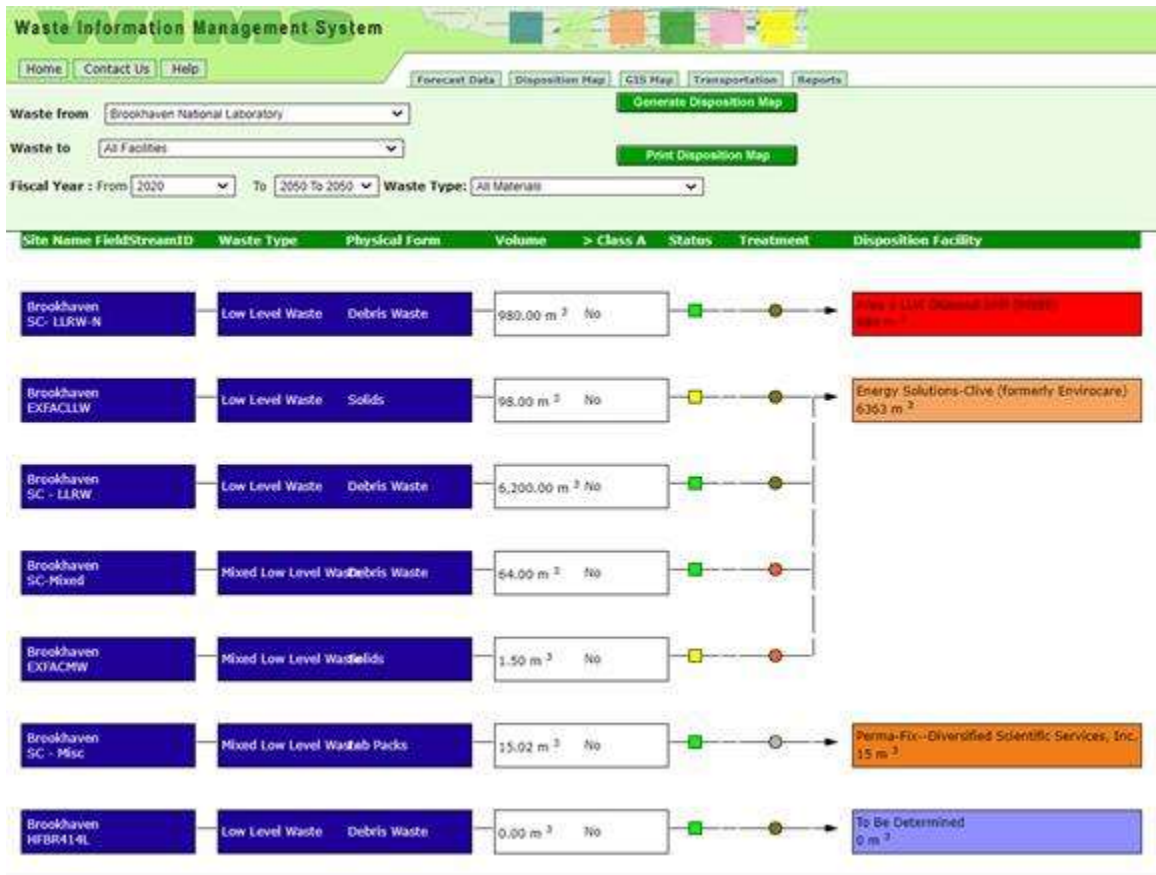 Waste Information Management System
WIMS
Home Contact Us Help
Forecast Data Disposition Map GIS Map Transportation Reports
Waste from Brookhaven National Laboratory
Generate Disposition Map
Waste to All Facilities
Print Disposition Map
Fiscal Year : From 2020 To 2050 To 2050 Waste Type: All Materials
Site Name FieldStreamID Waste Type Physical Form Volume > Class A Status Treatment Disposition Facility
Brookhaven
SC- LLRW-N
Low Level Waste Debris Waste 980.00 m 3 No
Brookhaven
EXFACLLW
Low Level Waste Solids 98.00 m 3 No
Energy Solutions-Clive (formerly Envirocare)
6363 m 3
Brookhaven
SC - LLRW
Low Level Waste Debris Waste 6,200.00 m 3 No
Brookhaven
SC-Mixed
Mixed Low Level Waste Debris Waste 64.00 m 3 No
Brookhaven
EXFACMW
Mixed Low Level Waste Solids 1.50 m 3 No
Brookhaven
SC - Misc
Mixed Low Level Waste Lab Packs 15.02 m 3 No
Perma-Fix--Diversified Scientific Services, Inc.
15 m 3
Brookhaven
HFBR414L
Low Level Waste Debris Waste 0.00 m 3 No
To Be Determined
0 m 3